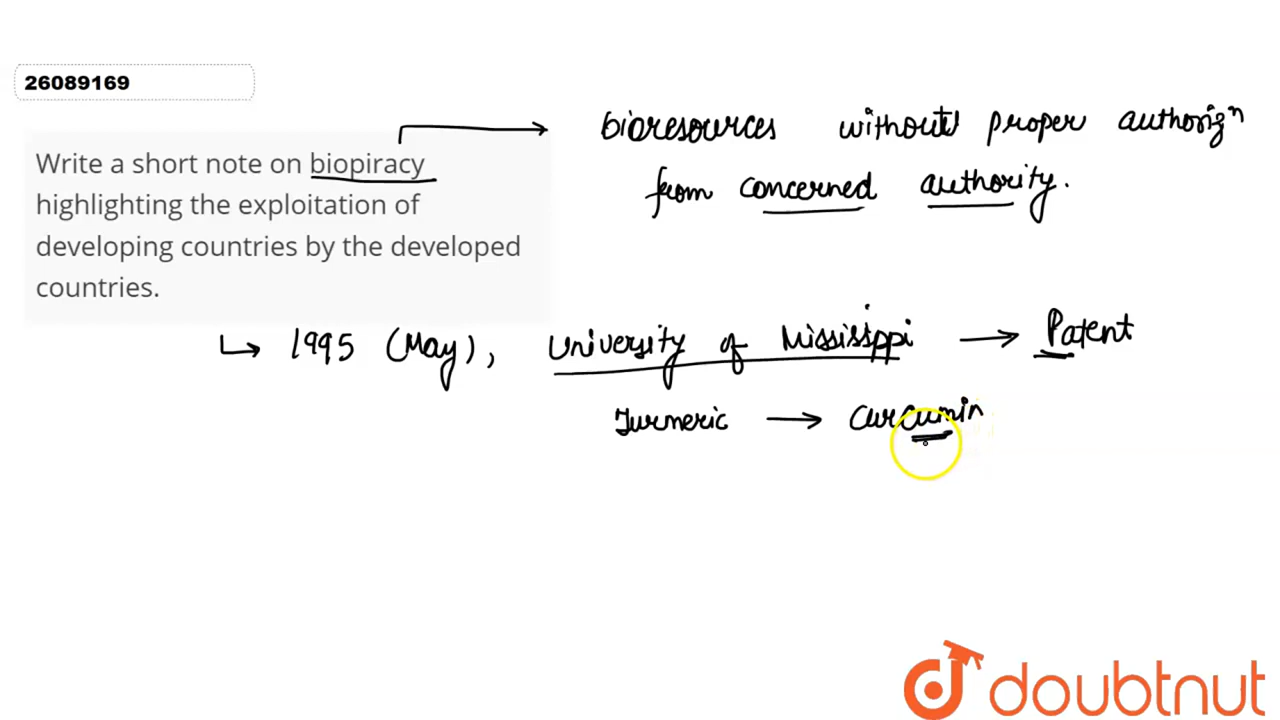 26089169
bioresources without proper authorizⁿ
Write a short note on biopiracy
from concerned authority.
highlighting the exploitation of
developing countries by the developed
countries.
1995 (May), University of Mississippi → Patent
Turmeric → Curcumin
doubtnut